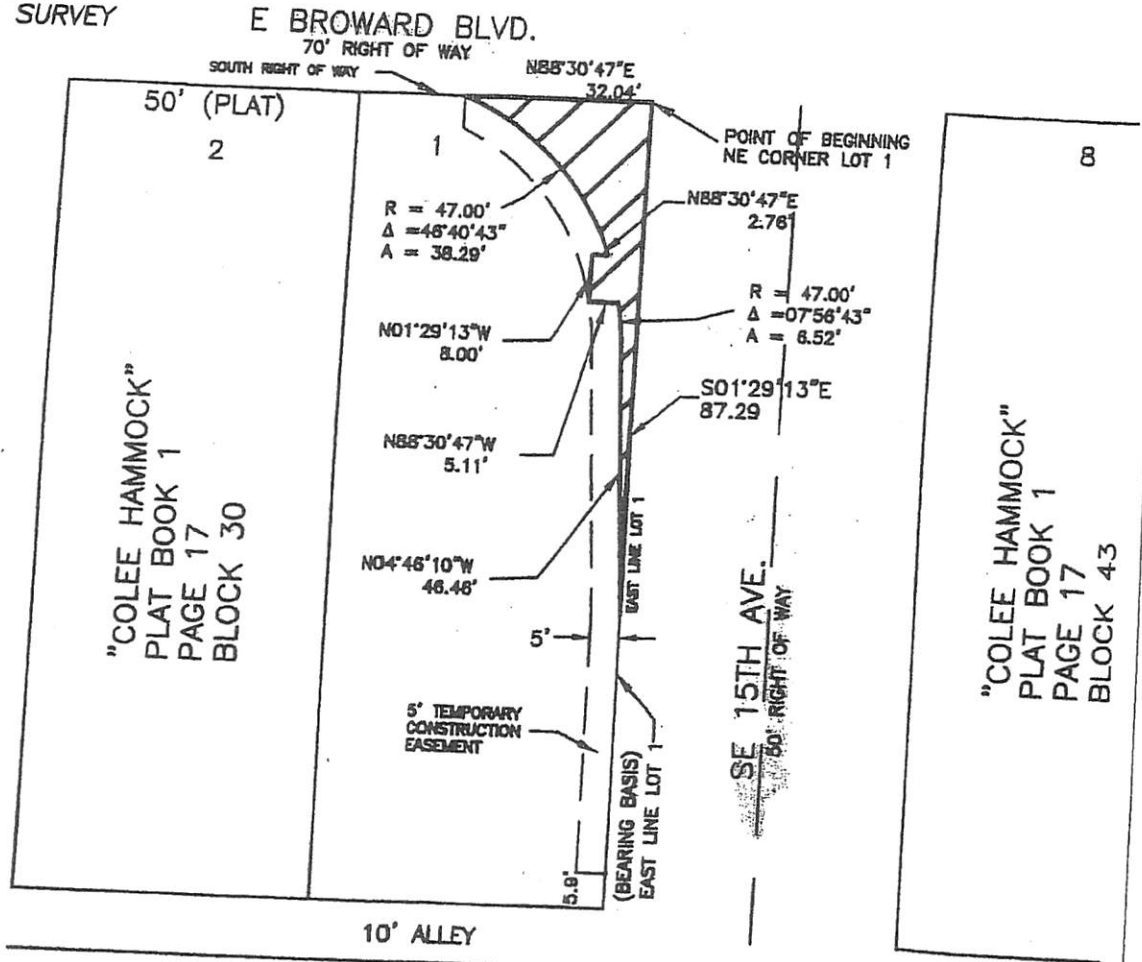 SURVEY
E BROWARD BLVD.
70' RIGHT OF WAY
SOUTH RIGHT OF WAY
N88°30'47"E
32.04'
50' (PLAT)
2
1
POINT OF BEGINNING
NE CORNER LOT 1
8
R = 47.00'
Δ =46°40'43"
A = 38.29'
N88°30'47"E
2.76'
R = 47.00'
Δ =07°56'43"
A = 6.52'
N01°29'13"W
8.00'
S01°29'13"E
87.29
N88°30'47"W
5.11'
"COLEE HAMMOCK"
PLAT BOOK 1
PAGE 17
BLOCK 30
N04°46'10"W
46.46'
EAST LINE LOT 1
5'
5' TEMPORARY
CONSTRUCTION
EASEMENT
(BEARING BASIS)
EAST LINE LOT 1
SE 15TH AVE.
50' RIGHT OF WAY
"COLEE HAMMOCK"
PLAT BOOK 1
PAGE 17
BLOCK 43
5.9'
10' ALLEY